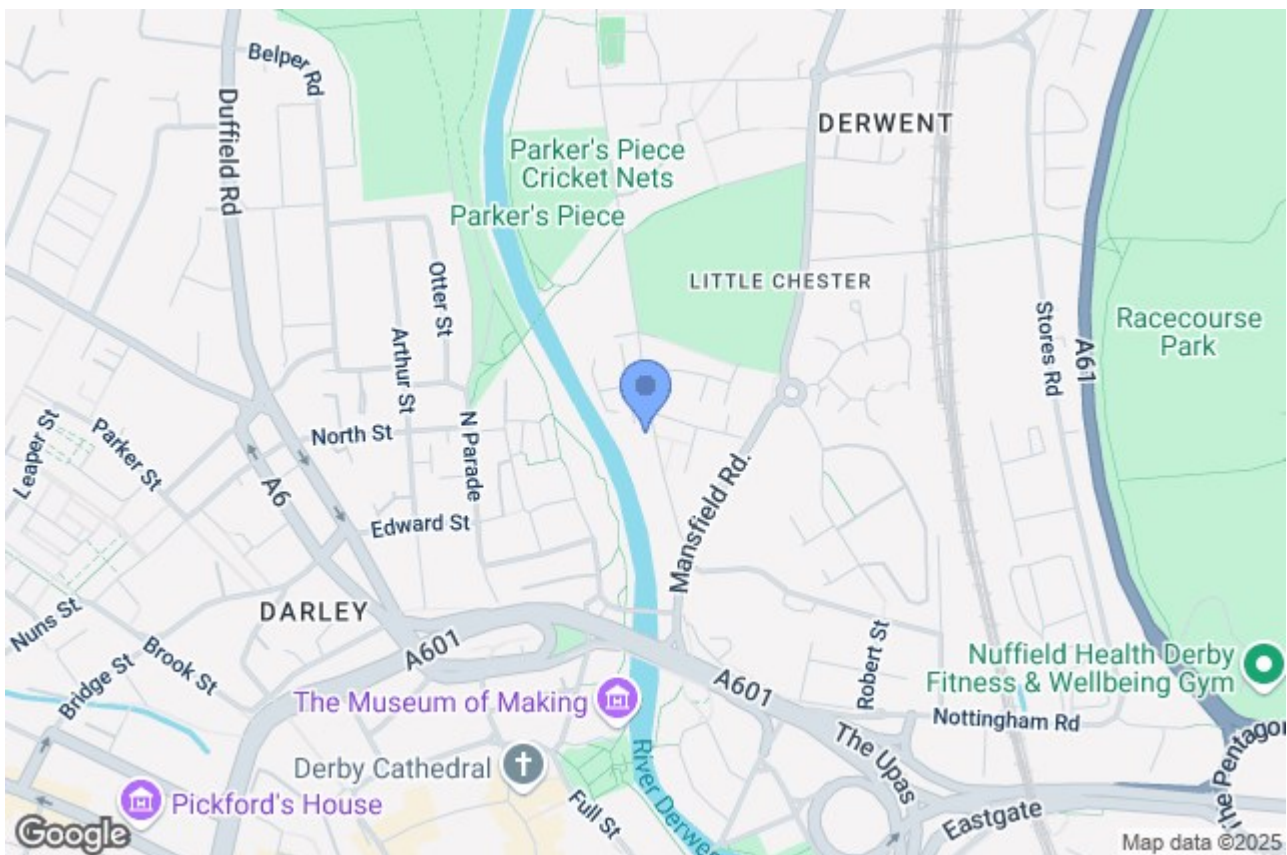 Belper Rd
Duffield Rd
DERWENT
Parker's Piece
Cricket Nets
Parker's Piece
LITTLE CHESTER
Otter St
Arthur St
Stores Rd
A61
Racecourse
Park
Leaper St
Parker St
North St
N Parade
A6
Edward St
Mansfield Rd.
DARLEY
Nuns St
Bridge St
Brook St
A601
Robert St
Nuffield Health Derby
Fitness & Wellbeing Gym
The Museum of Making
A601
Nottingham Rd
The Upas
The Pentagon
Derby Cathedral
River Derwe
Pickford's House
Full St
Eastgate
Google
Map data ©2025